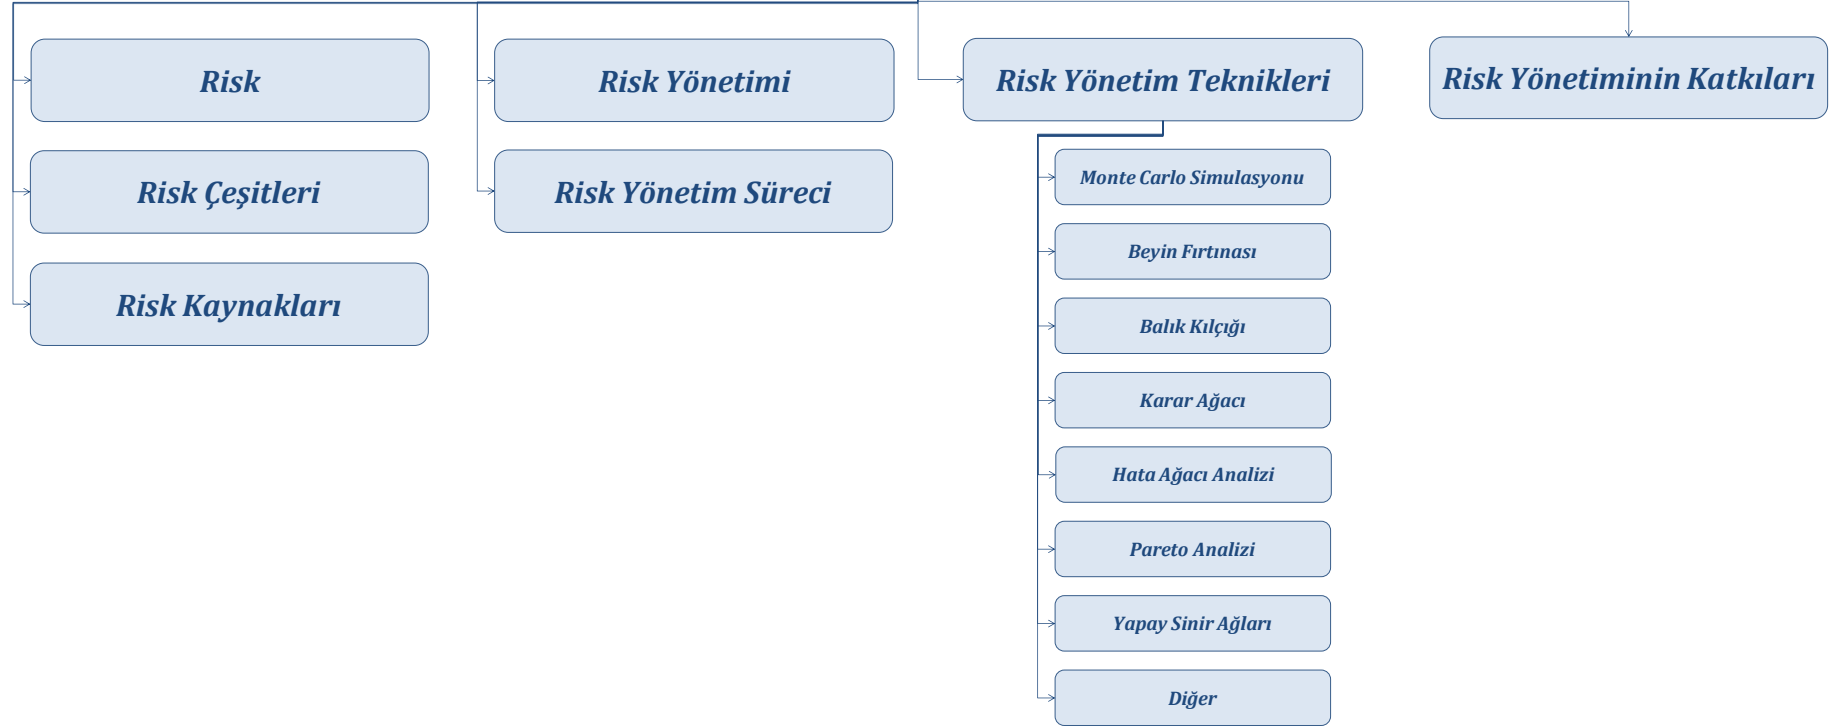 Risk
Risk Çeşitleri
Risk Kaynakları
Risk Yönetimi
Risk Yönetim Süreci
Risk Yönetim Teknikleri
Monte Carlo Simulasyonu
Beyin Fırtınası
Balık Kılçığı
Karar Ağacı
Hata Ağacı Analizi
Pareto Analizi
Yapay Sinir Ağları
Diğer
Risk Yönetiminin Katkıları